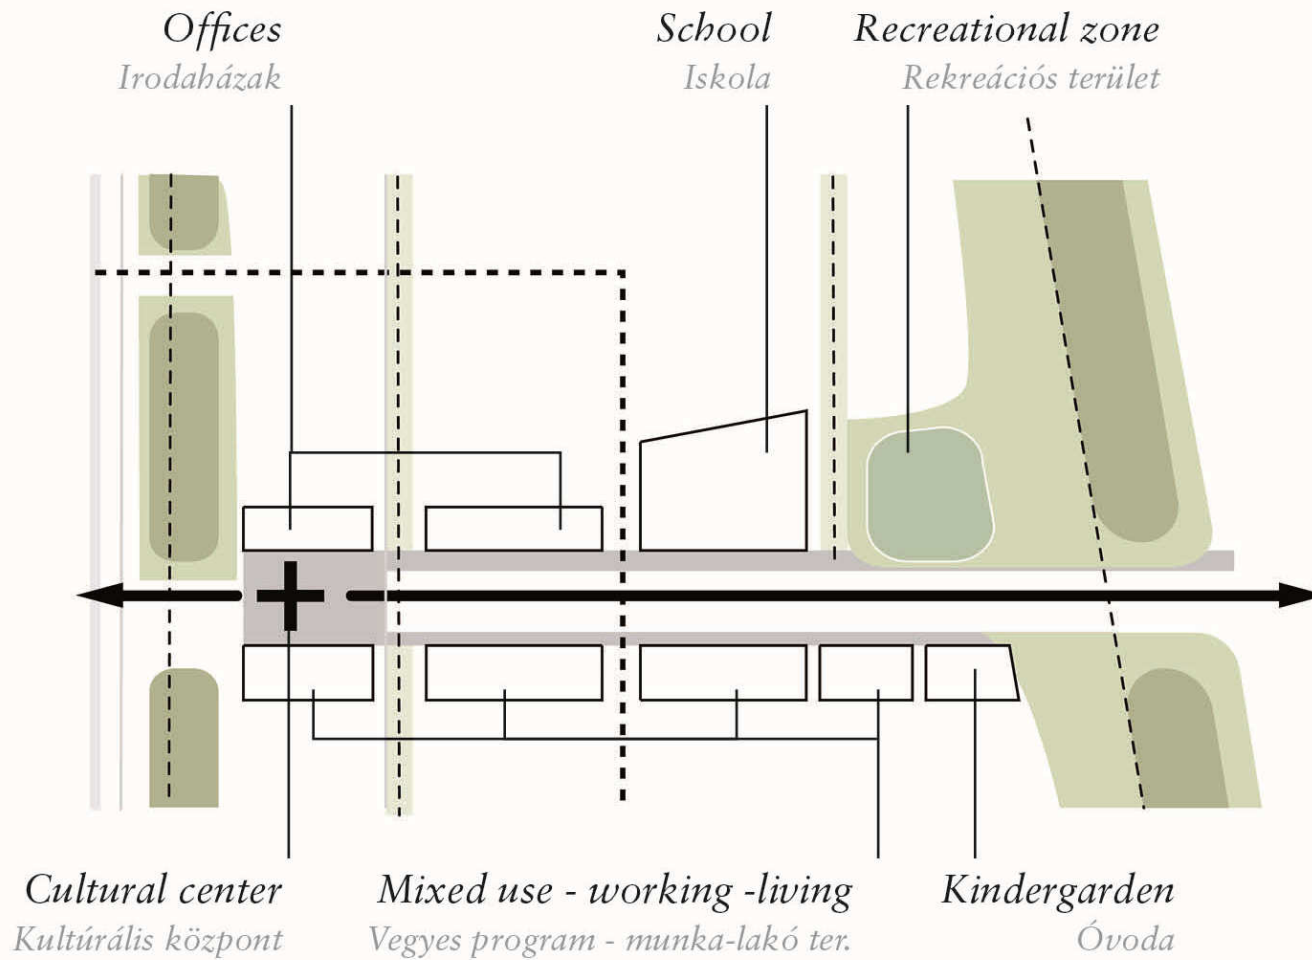 Offices
Irodaházak
School
Iskola
Recreational zone
Rekreációs terület
Cultural center
Kultúrális központ
Mixed use - working -living
Vegyes program - munka-lakó ter.
Kindergarden
Óvoda